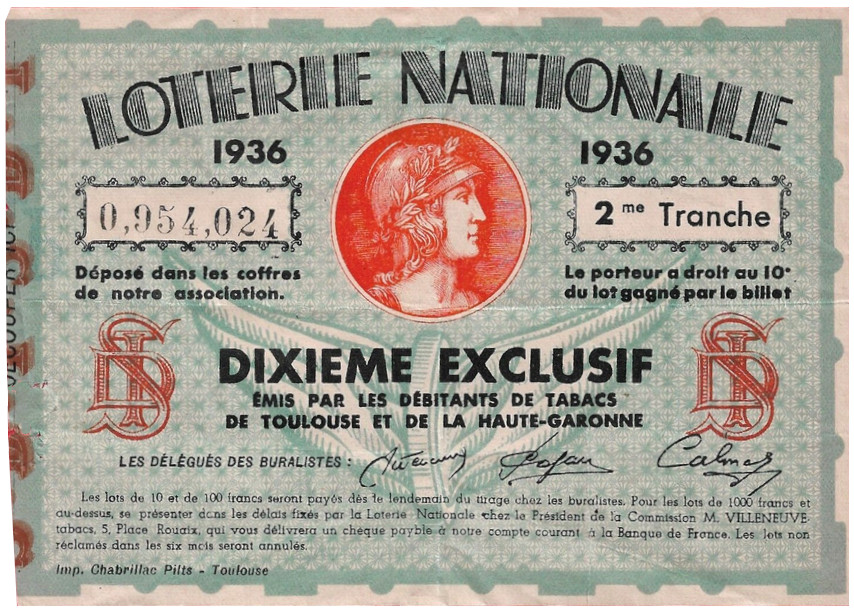 LOTERIE NATIONALE
1936 1936
0,954,024
2 me Tranche
Déposé dans les coffres
de notre association.
Le porteur a droit au 10e
du lot gagné par le billet
DIXIEME EXCLUSIF
ÉMIS PAR LES DÉBITANTS DE TABACS
DE TOULOUSE ET DE LA HAUTE-GARONNE
LES DÉLÉGUÉS DES BURALISTES :
Calmes
Les lots de 10 et de 100 francs seront payés dès le lendemain du tirage chez les buralistes. Pour les lots de 1000 francs et
au-dessus, se présenter dans les délais fixés par la Loterie Nationale chez le Président de la Commission M. VILLENEUVE-
tabacs, 5, Place Rouaix, qui vous délivrera un chèque payable à notre compte courant à la Banque de France. Les lots non
réclamés dans les six mois seront annulés.
Imp. Chabrillac Pilts - Toulouse